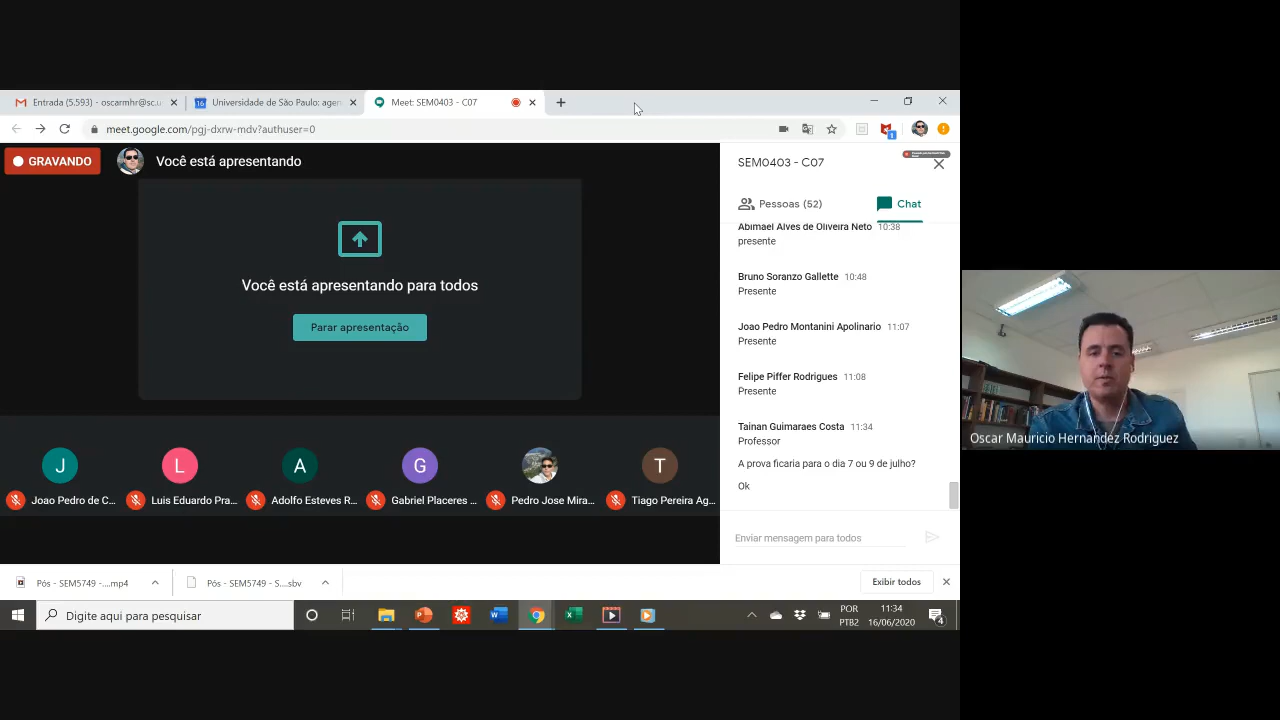 Entrada (5.593) - oscarmhr@sc.u
Universidade de São Paulo: agen
Meet: SEM0403 - C07
meet.google.com/pgj-dxrw-mdv?authuser=0
GRAVANDO
Você está apresentando
SEM0403 - C07
Pessoas (52)
Chat
Você está apresentando para todos
Parar apresentação
Abimael Alves de Oliveira Neto 10:38
presente
Bruno Soranzo Gallette 10:48
Presente
Joao Pedro Montanini Apolinario 11:07
Presente
Felipe Piffer Rodrigues 11:08
Presente
Tainan Guimaraes Costa 11:34
Professor
A prova ficaria para o dia 7 ou 9 de julho?
Ok
Enviar mensagem para todos
J
L
A
G
T
Joao Pedro de C...
Luis Eduardo Pra...
Adolfo Esteves R...
Gabriel Placeres ...
Pedro Jose Mira...
Tiago Pereira Ag...
Oscar Mauricio Hernandez Rodriguez
Pós - SEM5749 -....mp4
Pós - SEM5749 - S....sbv
Exibir todos
Digite aqui para pesquisar
POR
PTB2
11:34
16/06/2020
4